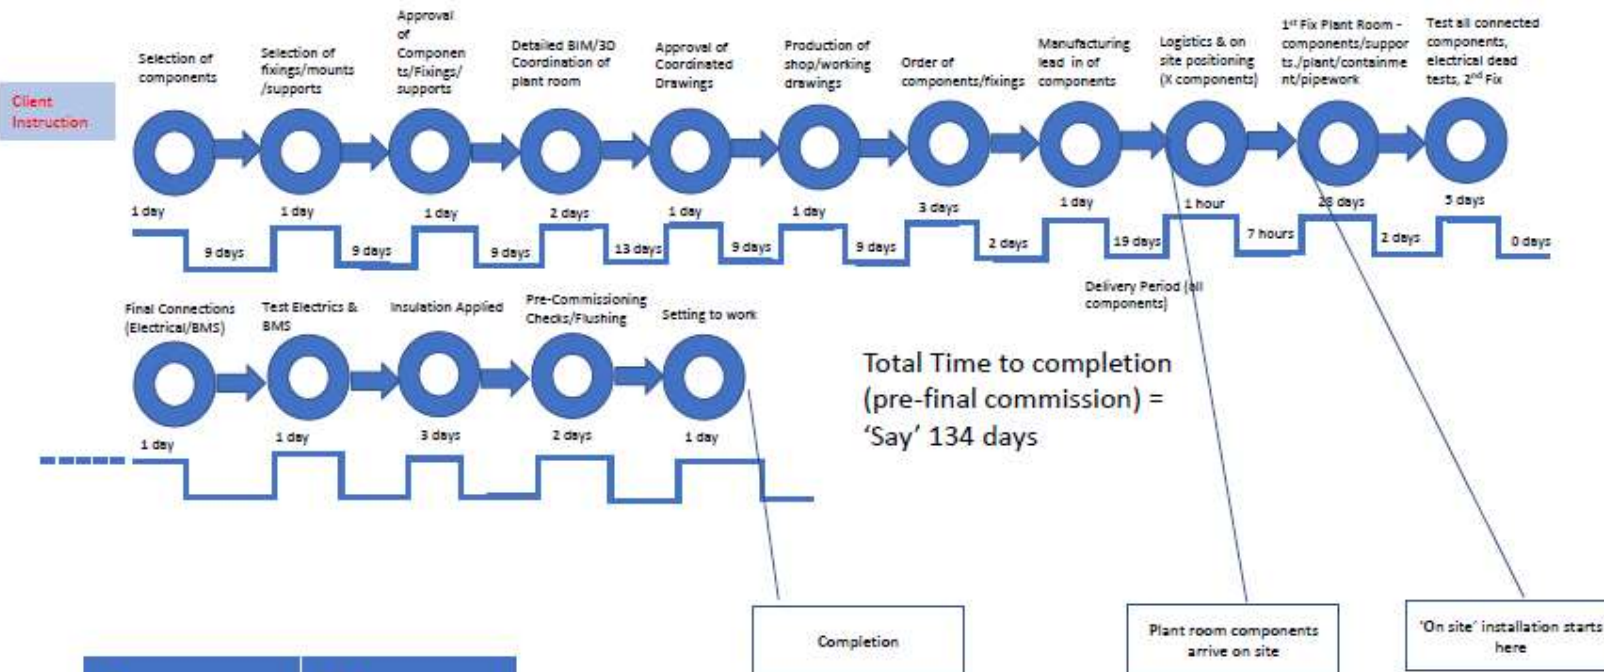 Client
Instruction
Selection of
components
Selection of
fixings/mounts
/supports
Approval
of
Componen
ts/Fixings/
supports
Detailed BIM/3D
Coordination of
plant room
Approval of
Coordinated
Drawings
Production of
shop/working
drawings
Order of
components/fixings
Manufacturing
lead in of
components
Logistics & on
site positioning
(X components)
1st Fix Plant Room -
components/suppor
ts./plant/containme
nt/pipework
Test all connected
components,
electrical dead
tests, 2nd Fix
1 day
1 day
1 day
2 days
1 day
1 day
3 days
1 day
1 hour
28 days
5 days
9 days
9 days
9 days
13 days
9 days
9 days
2 days
19 days
7 hours
2 days
0 days
Delivery Period (all
components)
Final Connections
(Electrical/BMS)
Test Electrics &
BMS
Insulation Applied
Pre-Commissioning
Checks/Flushing
Setting to work
1 day
1 day
3 days
2 days
1 day
Total Time to completion
(pre-final commission) =
'Say' 134 days
Completion
Plant room components
arrive on site
'On site' installation starts
here